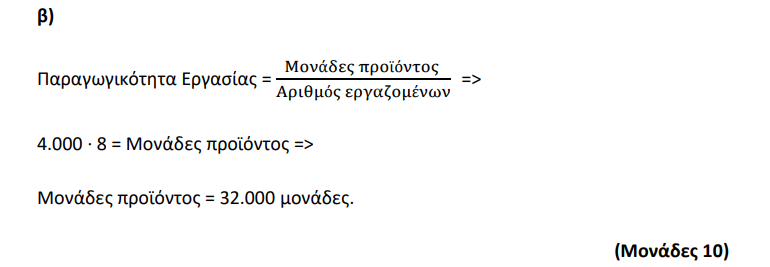 β)
Παραγωγικότητα Εργασίας = Μονάδες προϊόντος / Αριθμός εργαζομένων =>
4.000 · 8 = Μονάδες προϊόντος =>
Μονάδες προϊόντος = 32.000 μονάδες.
(Μονάδες 10)